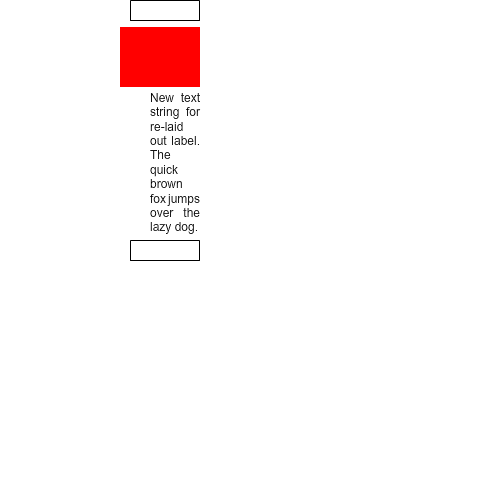 New text
string for
re-laid
out label.
The
quick
brown
fox jumps
over the
lazy dog.